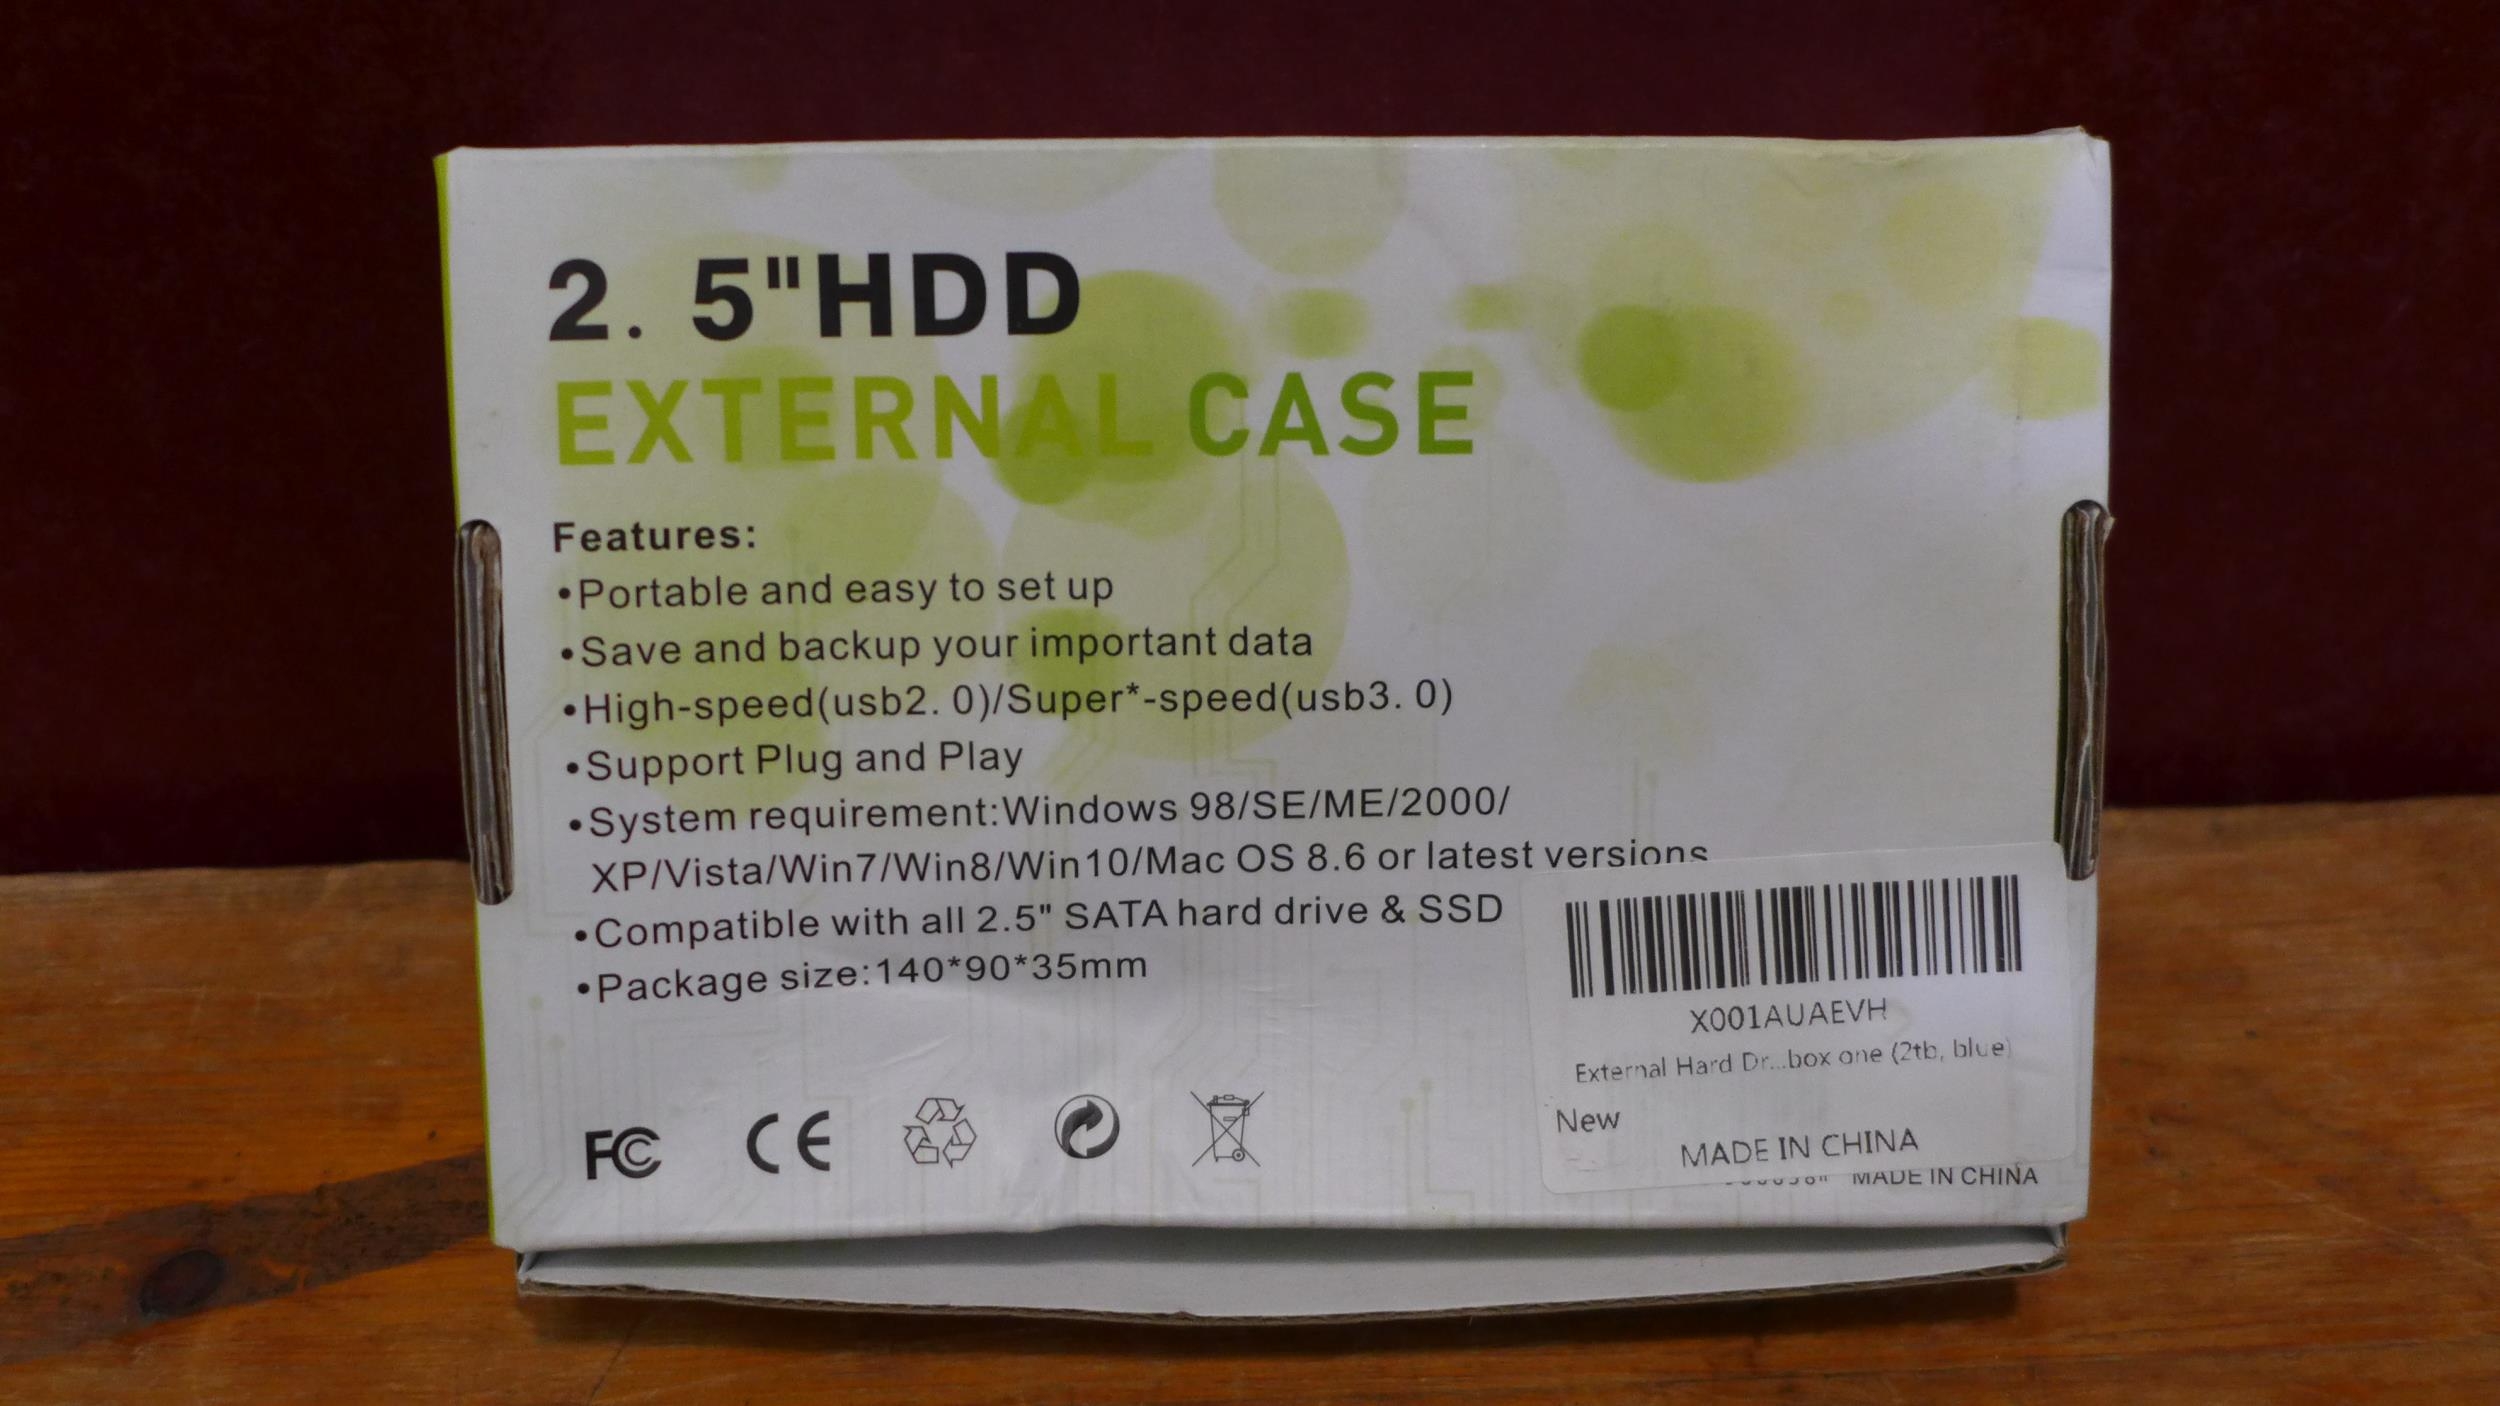 2. 5"HDD
EXTERNAL CASE
Features:
•Portable and easy to set up
•Save and backup your important data
•High-speed(usb2. 0)/Super*-speed(usb3. 0)
•Support Plug and Play
•System requirement:Windows 98/SE/ME/2000/
XP/Vista/Win7/Win8/Win10/Mac OS 8.6 or latest versions
•Compatible with all 2.5" SATA hard drive & SSD
•Package size:140*90*35mm
X001AUAEVH
External Hard Dr...box one (2tb, blue)
New
MADE IN CHINA
MADE IN CHINA
FC CE